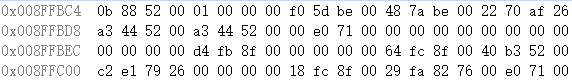 0x008FFBC4 0b 88 52 00 01 00 00 00 f0 5d be 00 48 7a be 00 22 70 af 26
0x008FFBD8 a3 44 52 00 a3 44 52 00 00 e0 71 00 00 00 00 00 00 00 00 00
0x008FFBEC 00 00 00 00 d4 fb 8f 00 00 00 00 00 64 fc 8f 00 40 b3 52 00
0x008FFC00 c2 e1 79 26 00 00 00 00 18 fc 8f 00 29 fa 82 76 00 e0 71 00